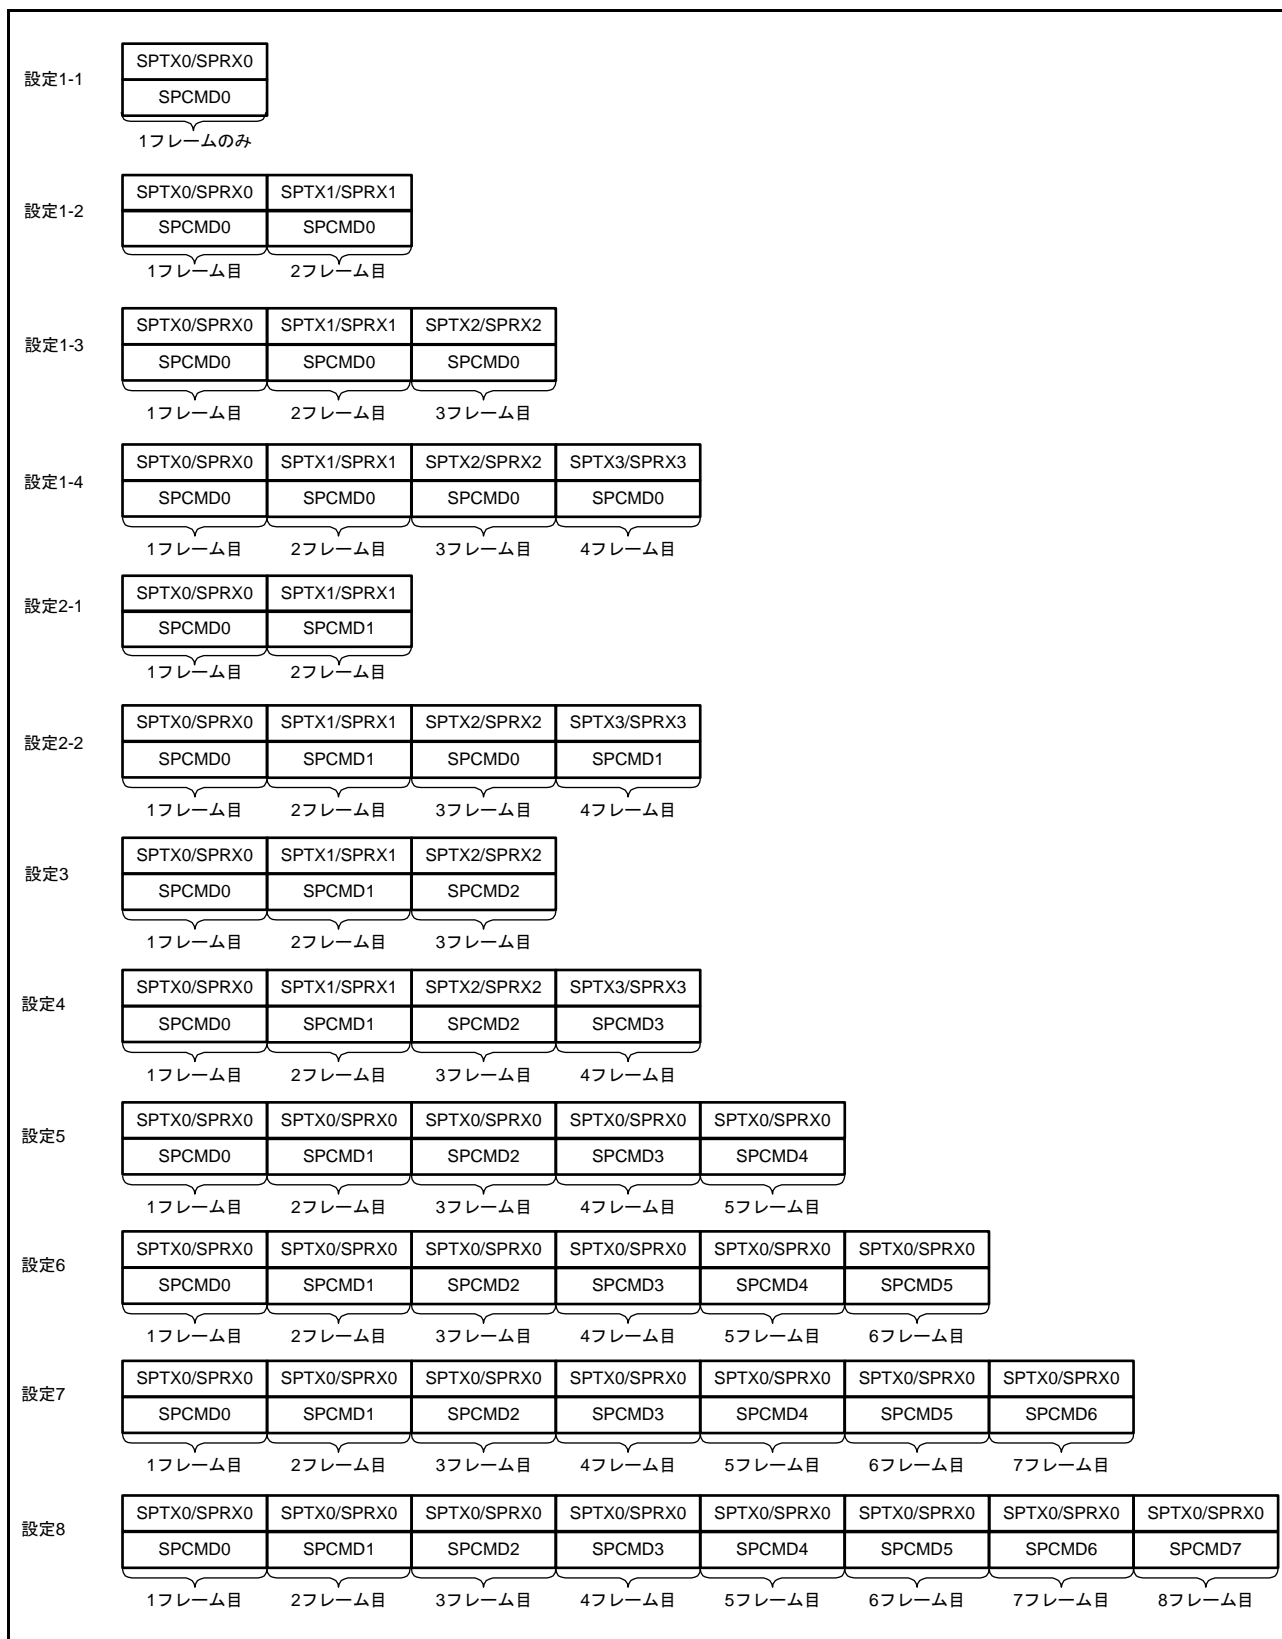 設定1-1
SPTX0/SPRX0
SPCMD0
1フレームのみ
設定1-2
SPTX0/SPRX0 SPTX1/SPRX1
SPCMD0 SPCMD0
1フレーム目 2フレーム目
設定1-3
SPTX0/SPRX0 SPTX1/SPRX1 SPTX2/SPRX2
SPCMD0 SPCMD0 SPCMD0
1フレーム目 2フレーム目 3フレーム目
設定1-4
SPTX0/SPRX0 SPTX1/SPRX1 SPTX2/SPRX2 SPTX3/SPRX3
SPCMD0 SPCMD0 SPCMD0 SPCMD0
1フレーム目 2フレーム目 3フレーム目 4フレーム目
設定2-1
SPTX0/SPRX0 SPTX1/SPRX1
SPCMD0 SPCMD1
1フレーム目 2フレーム目
設定2-2
SPTX0/SPRX0 SPTX1/SPRX1 SPTX2/SPRX2 SPTX3/SPRX3
SPCMD0 SPCMD1 SPCMD0 SPCMD1
1フレーム目 2フレーム目 3フレーム目 4フレーム目
設定3
SPTX0/SPRX0 SPTX1/SPRX1 SPTX2/SPRX2
SPCMD0 SPCMD1 SPCMD2
1フレーム目 2フレーム目 3フレーム目
設定4
SPTX0/SPRX0 SPTX1/SPRX1 SPTX2/SPRX2 SPTX3/SPRX3
SPCMD0 SPCMD1 SPCMD2 SPCMD3
1フレーム目 2フレーム目 3フレーム目 4フレーム目
設定5
SPTX0/SPRX0 SPTX0/SPRX0 SPTX0/SPRX0 SPTX0/SPRX0 SPTX0/SPRX0
SPCMD0 SPCMD1 SPCMD2 SPCMD3 SPCMD4
1フレーム目 2フレーム目 3フレーム目 4フレーム目 5フレーム目
設定6
SPTX0/SPRX0 SPTX0/SPRX0 SPTX0/SPRX0 SPTX0/SPRX0 SPTX0/SPRX0 SPTX0/SPRX0
SPCMD0 SPCMD1 SPCMD2 SPCMD3 SPCMD4 SPCMD5
1フレーム目 2フレーム目 3フレーム目 4フレーム目 5フレーム目 6フレーム目
設定7
SPTX0/SPRX0 SPTX0/SPRX0 SPTX0/SPRX0 SPTX0/SPRX0 SPTX0/SPRX0 SPTX0/SPRX0 SPTX0/SPRX0
SPCMD0 SPCMD1 SPCMD2 SPCMD3 SPCMD4 SPCMD5 SPCMD6
1フレーム目 2フレーム目 3フレーム目 4フレーム目 5フレーム目 6フレーム目 7フレーム目
設定8
SPTX0/SPRX0 SPTX0/SPRX0 SPTX0/SPRX0 SPTX0/SPRX0 SPTX0/SPRX0 SPTX0/SPRX0 SPTX0/SPRX0 SPTX0/SPRX0
SPCMD0 SPCMD1 SPCMD2 SPCMD3 SPCMD4 SPCMD5 SPCMD6 SPCMD7
1フレーム目 2フレーム目 3フレーム目 4フレーム目 5フレーム目 6フレーム目 7フレーム目 8フレーム目